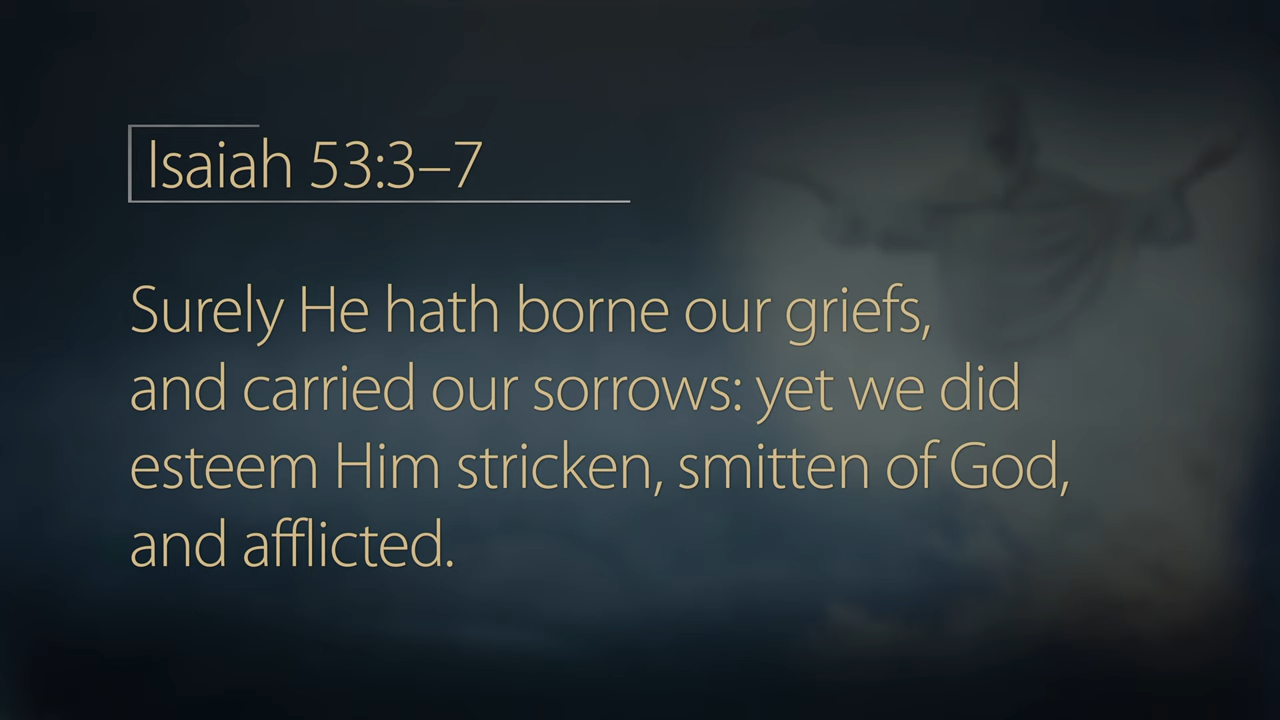 Isaiah 53:3–7
Surely He hath borne our griefs,
and carried our sorrows: yet we did
esteem Him stricken, smitten of God,
and afflicted.